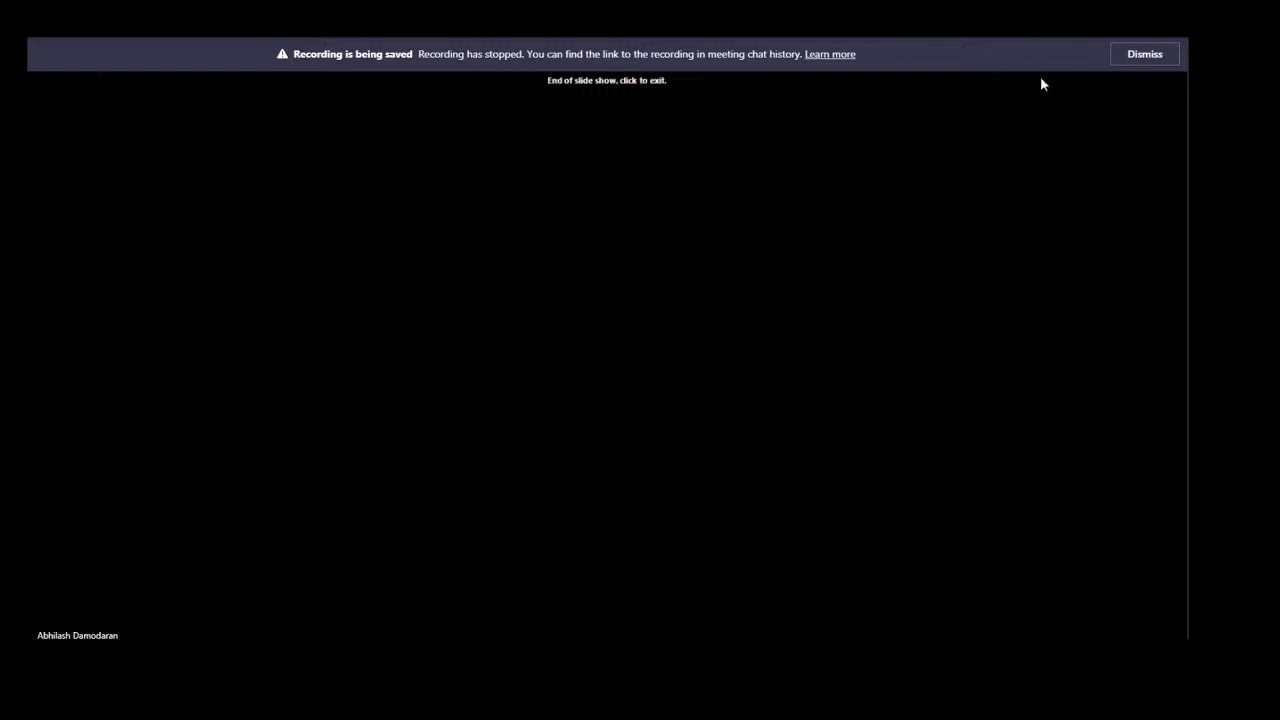 Recording is being saved Recording has stopped. You can find the link to the recording in meeting chat history. Learn more Dismiss
End of slide show, click to exit.
Abhilash Damodaran